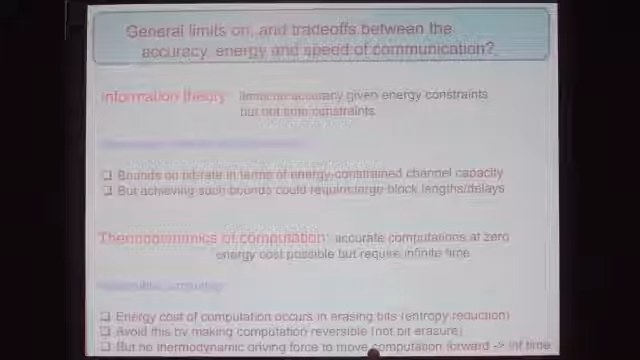 General limits on, and tradeoffs between the
accuracy, energy and speed of communication?
Information theory: limits on accuracy given energy constraints
but not time constraints
❑ Bounds on bitrate in terms of energy-constrained channel capacity
❑ But achieving such bounds could require large block lengths/delays
Thermodynamics of computation: accurate computations at zero
energy cost possible but require infinite time
❑ Energy cost of computation occurs in erasing bits (entropy reduction)
❑ Avoid this by making computation reversible (not bit erasure)
❑ But no thermodynamic driving force to move computation forward -> inf time